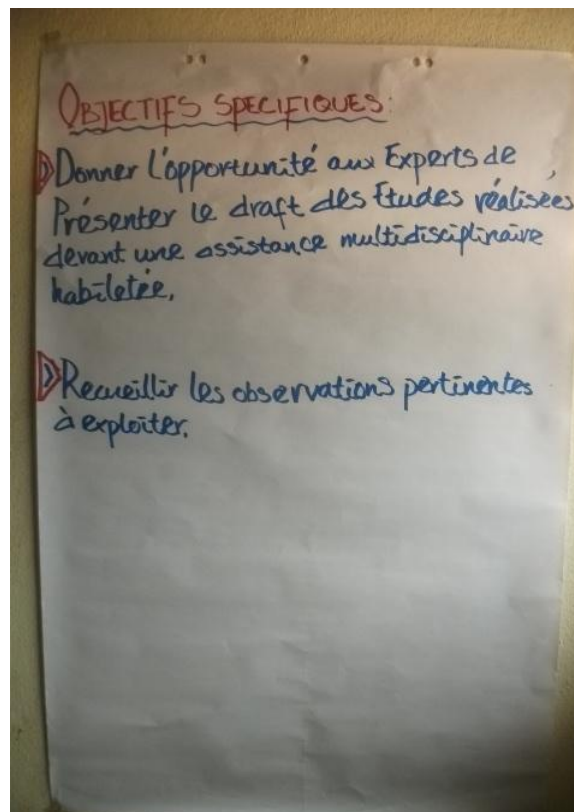 OBJECTIFS SPECIFIQUES:
Donner l'opportunité aux Experts de
Présenter le draft des Etudes réalisées
devant une assistance multidisciplinaire
habiletée.
Recueillir les observations pertinentes
à exploiter.